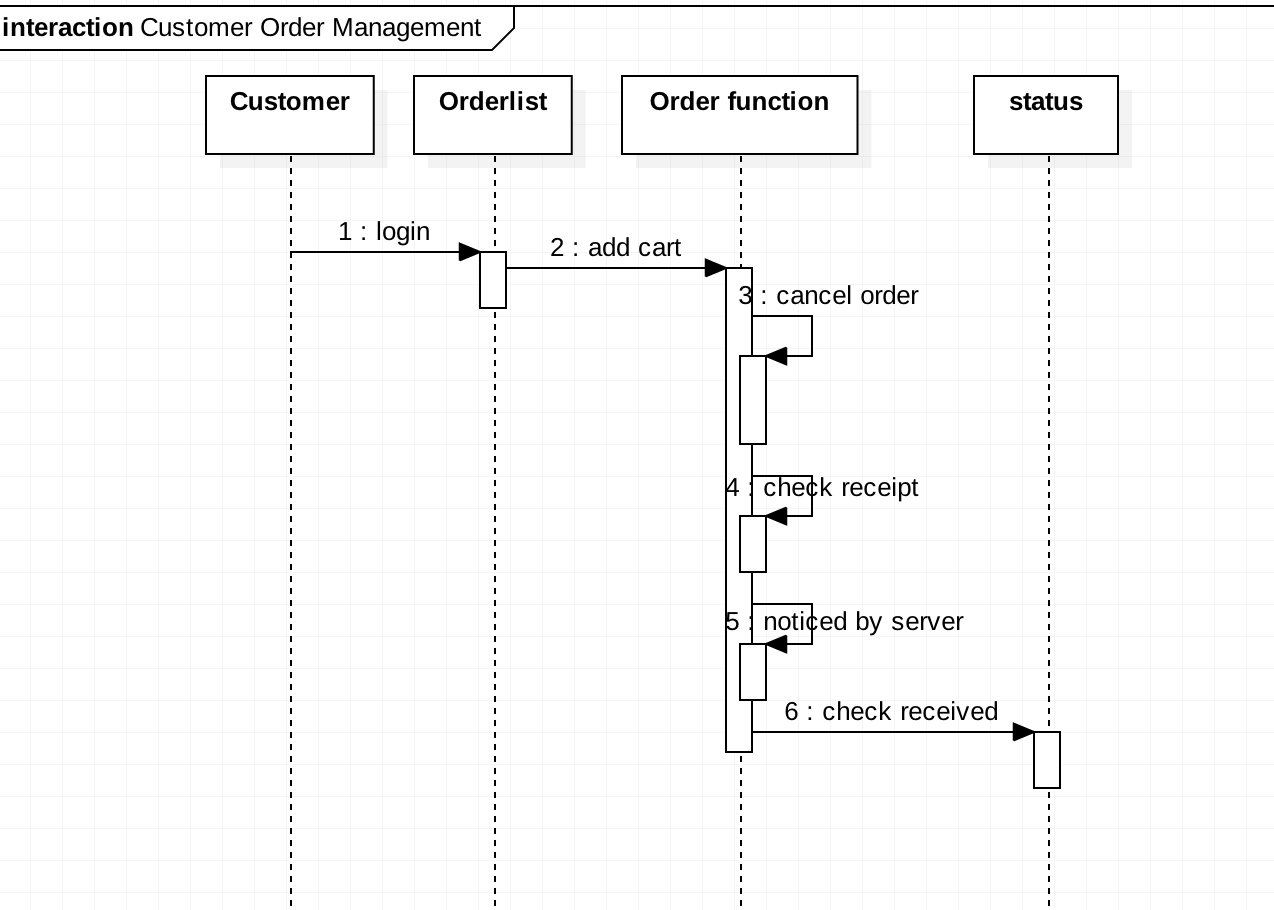 interaction Customer Order Management
Customer
Orderlist
Order function
status
1 : login
2 : add cart
3 : cancel order
4 : check receipt
5 : noticed by server
6 : check received